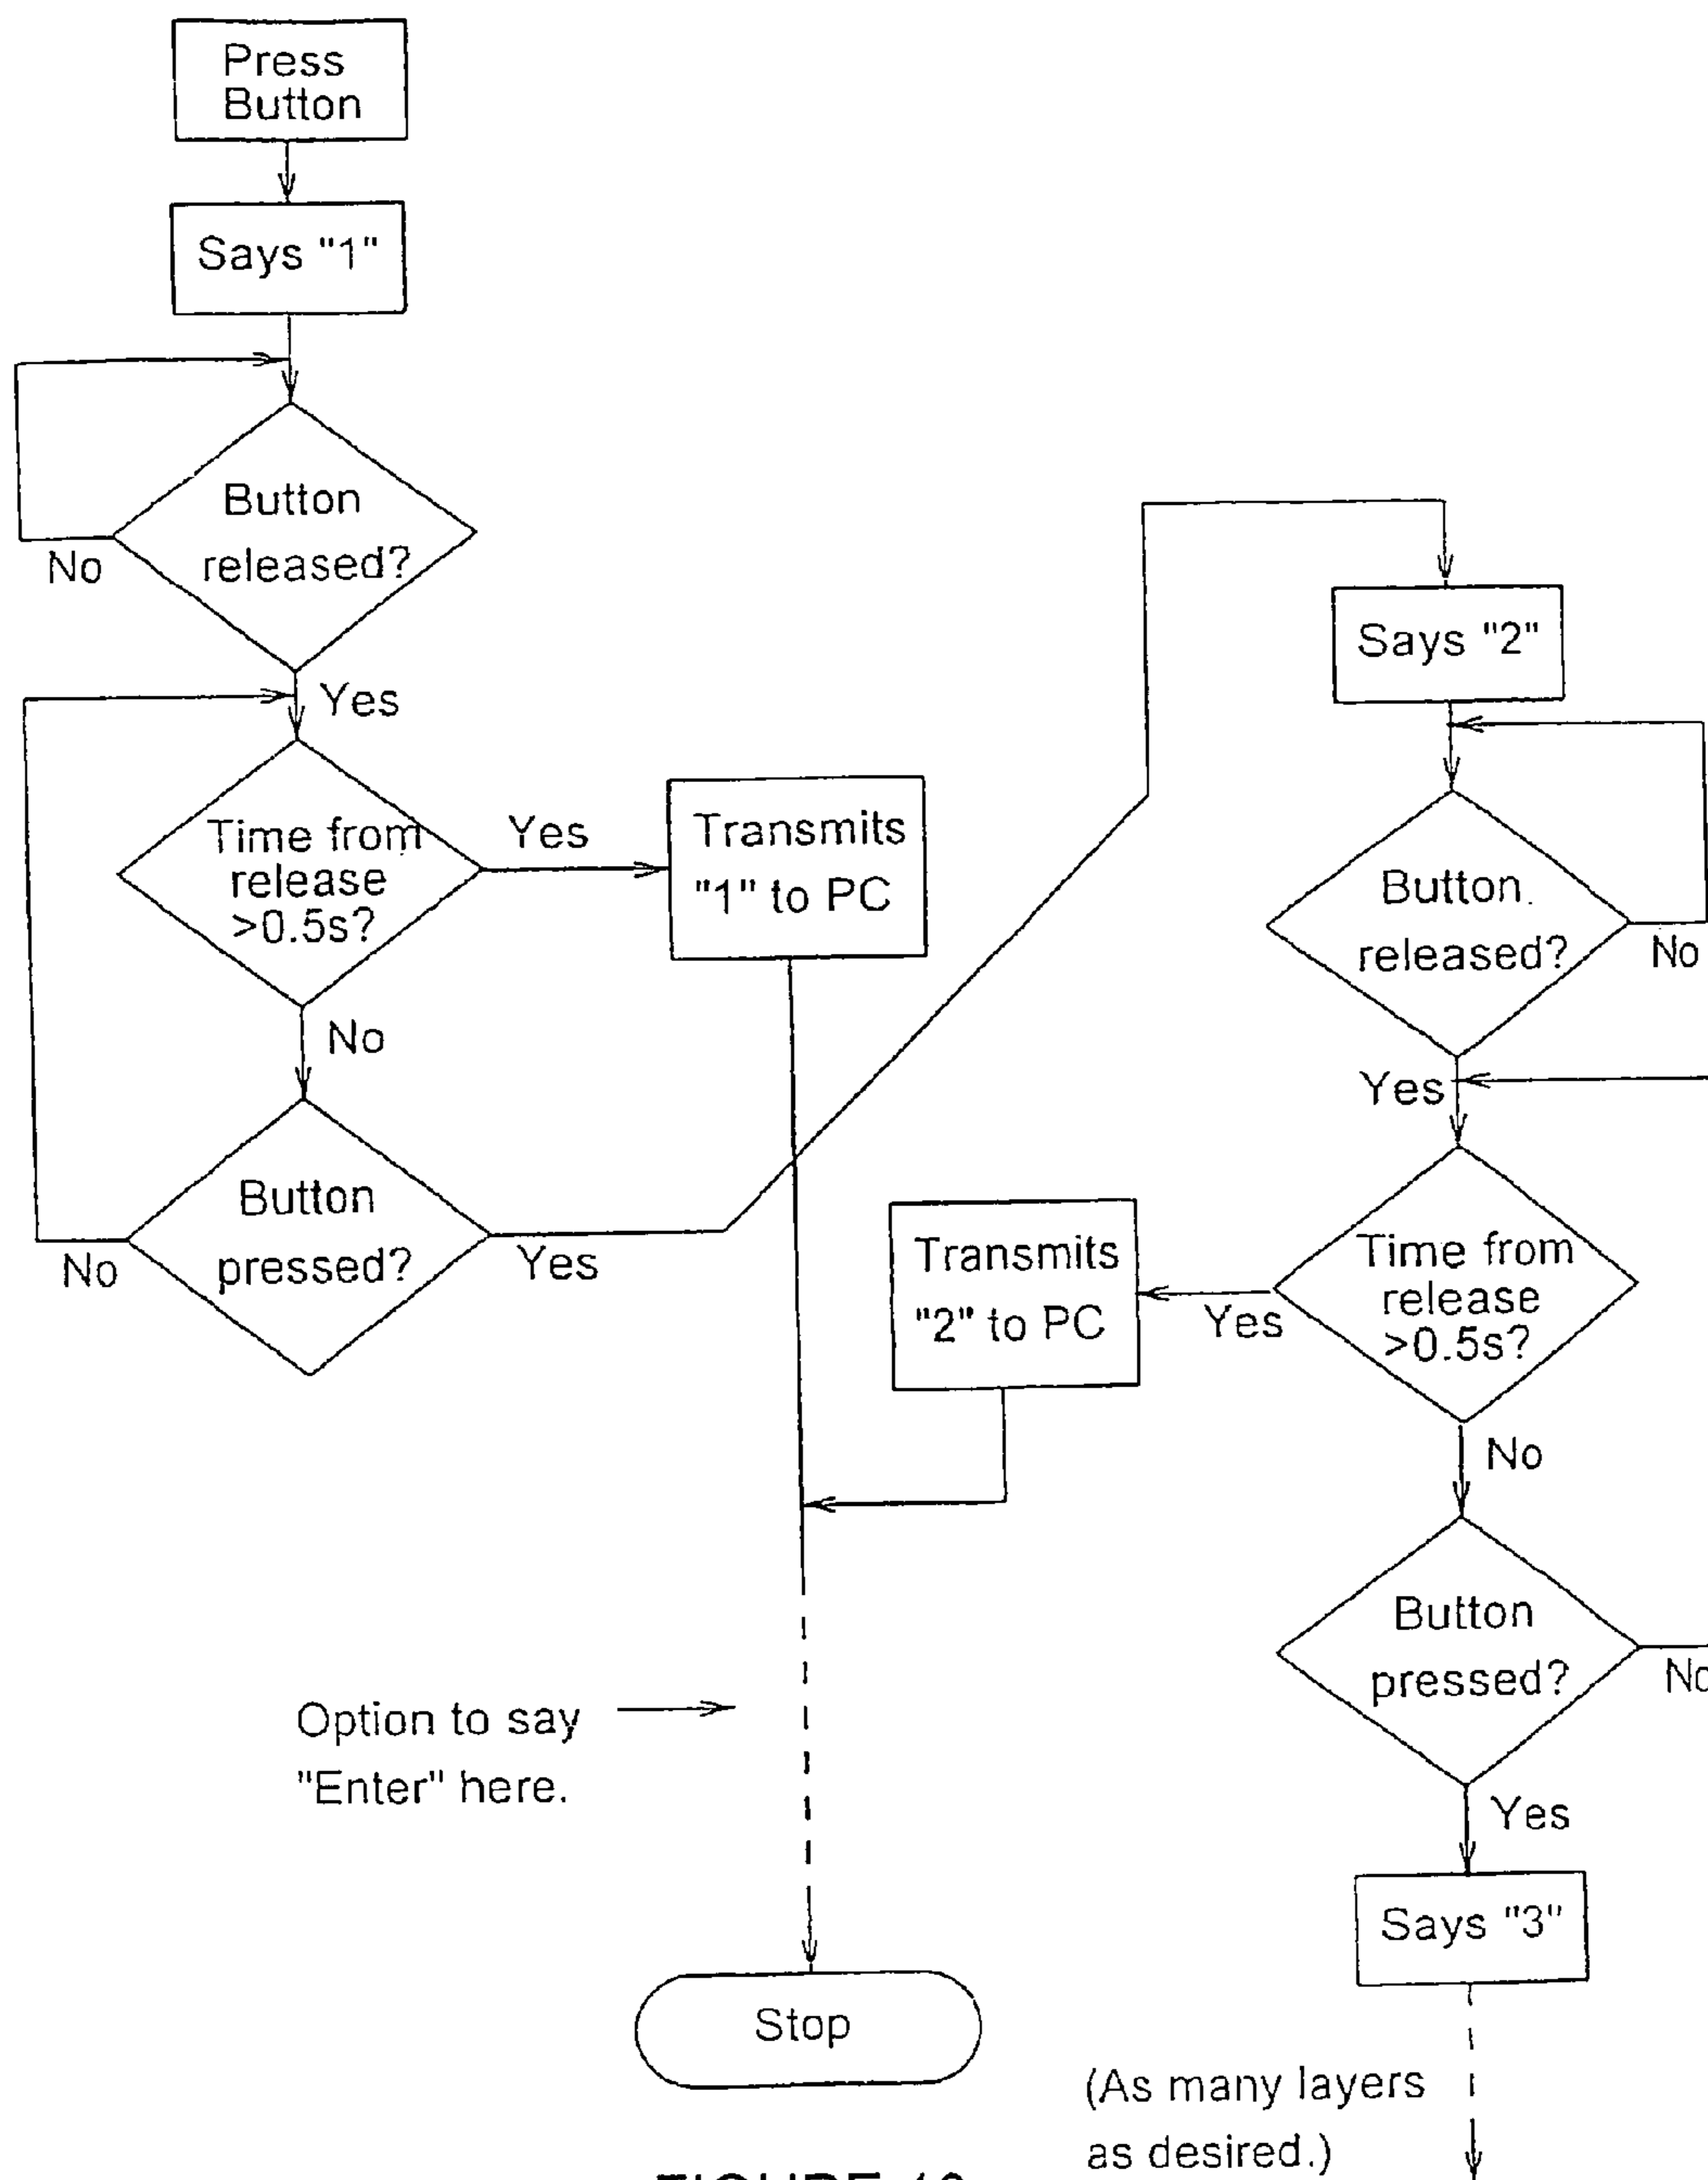 Press
Button
Says "1"
Button
released?
No
Yes
Time from
release
>0.5s?
Yes
Transmits
"1" to PC
No
Button
pressed?
No
Yes
Says "2"
Button
released?
No
Yes
Time from
release
>0.5s?
Yes
Transmits
"2" to PC
No
Button
pressed?
No
Yes
Says "3"
Option to say
"Enter" here.
Stop
(As many layers
as desired.)
FIGURE